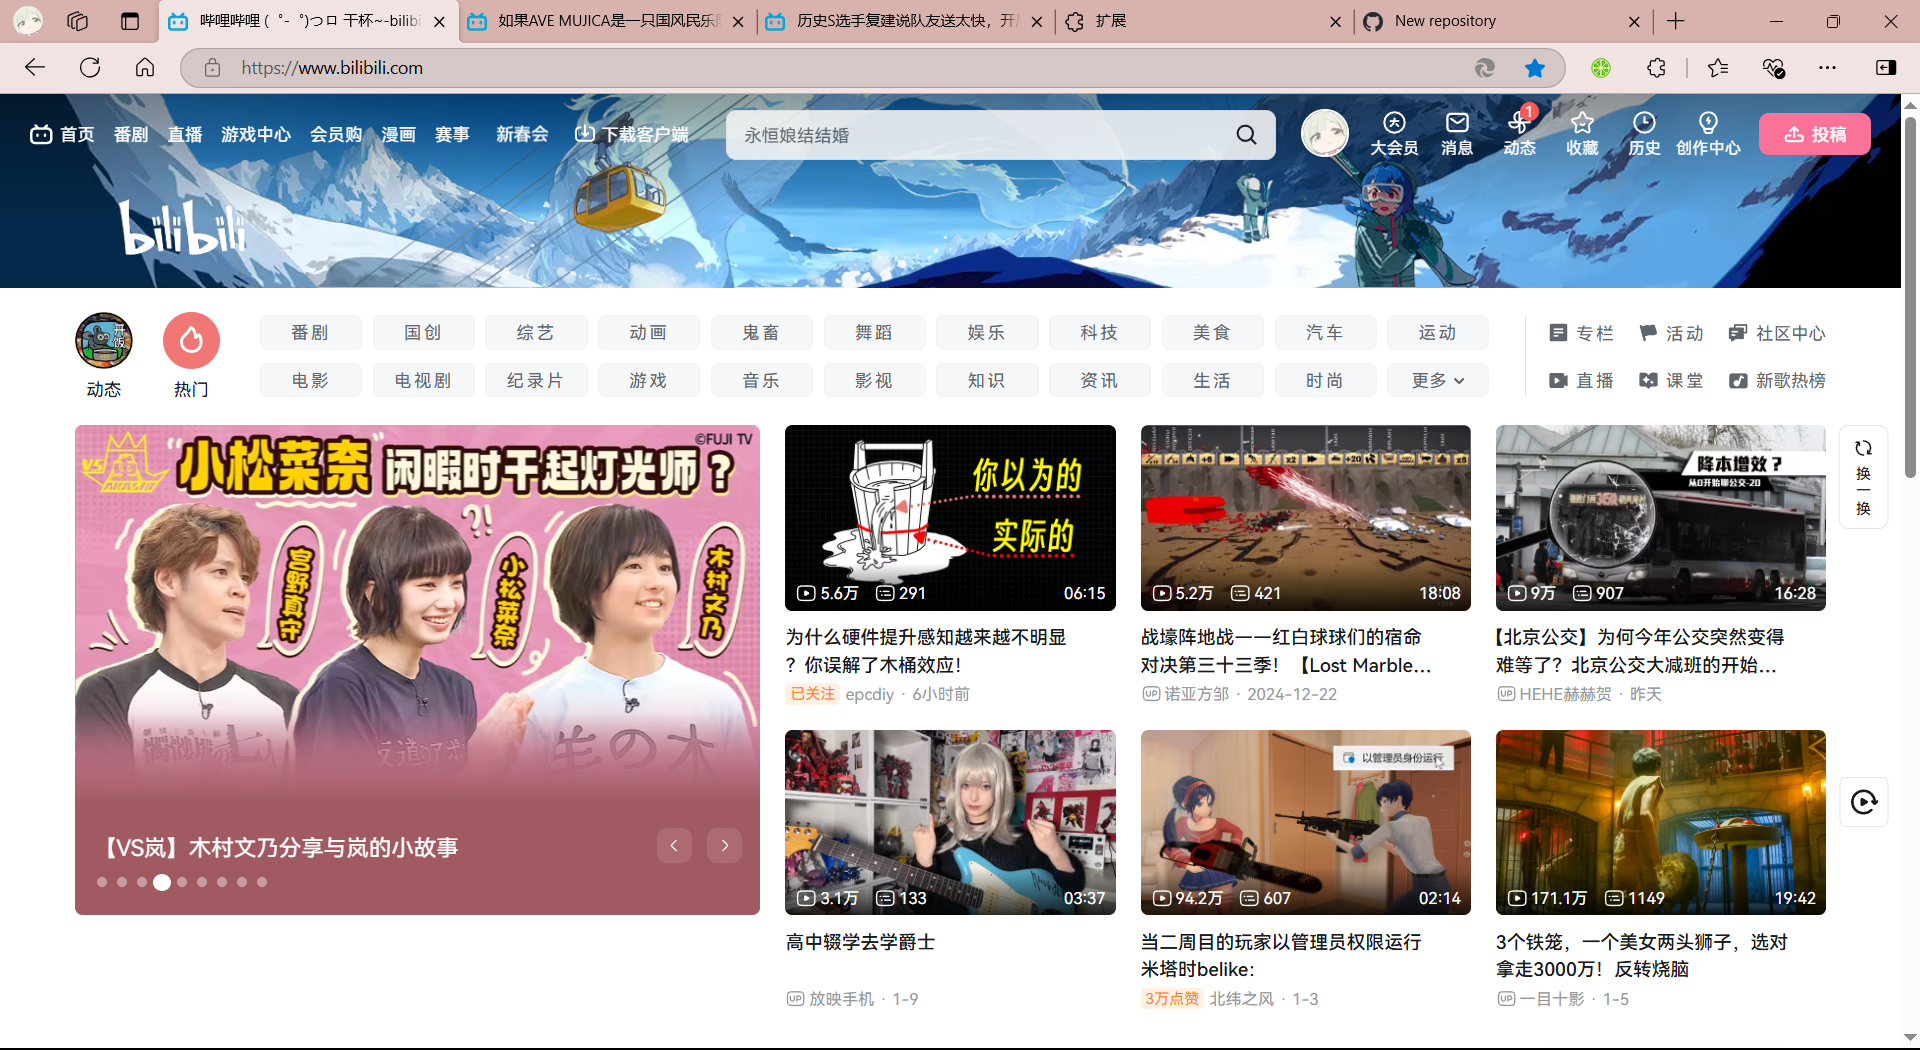 哔哩哔哩 (゜-゜)つロ 干杯~-bilibi
如果AVE MUJICA是一只国风民乐队
历史S选手复建说队友送太快，开
扩展
New repository
https://www.bilibili.com
首页
番剧
直播
游戏中心
会员购
漫画
赛事
新春会
下载客户端
永恒娘结结婚
大会员
消息
1
动态
收藏
历史
创作中心
投稿
bilibili
动态
热门
番剧
国创
综艺
动画
鬼畜
舞蹈
娱乐
科技
美食
汽车
运动
电影
电视剧
纪录片
游戏
音乐
影视
知识
资讯
生活
时尚
更多
专栏
活动
社区中心
直播
课堂
新歌热榜
©FUJI TV
VS
ARASHI
“小松菜奈”闲暇时干起灯光师？
?!
宫野真守
小松菜奈
木村文乃
【VS岚】木村文乃分享与岚的小故事
你以为的
实际的
5.6万
291
06:15
为什么硬件提升感知越来越不明显
？你误解了木桶效应！
已关注
epcdiy · 6小时前
5.2万
421
18:08
战壕阵地战一一红白球球们的宿命
对决第三十三季！【Lost Marble...
UP
诺亚方邹 · 2024-12-22
降本增效？
从0开始聊公交-20
9万
907
16:28
【北京公交】为何今年公交突然变得
难等了？北京公交大减班的开始...
UP
HEHE赫赫贺 · 昨天
换一换
3.1万
133
03:37
高中辍学去学爵士
UP
放映手机 · 1-9
以管理员身份运行
94.2万
607
02:14
当二周目的玩家以管理员权限运行
米塔时belike：
3万点赞
北纬之风 · 1-3
171.1万
1149
19:42
3个铁笼，一个美女两头狮子，选对
拿走3000万！反转烧脑
UP
一目十影 · 1-5